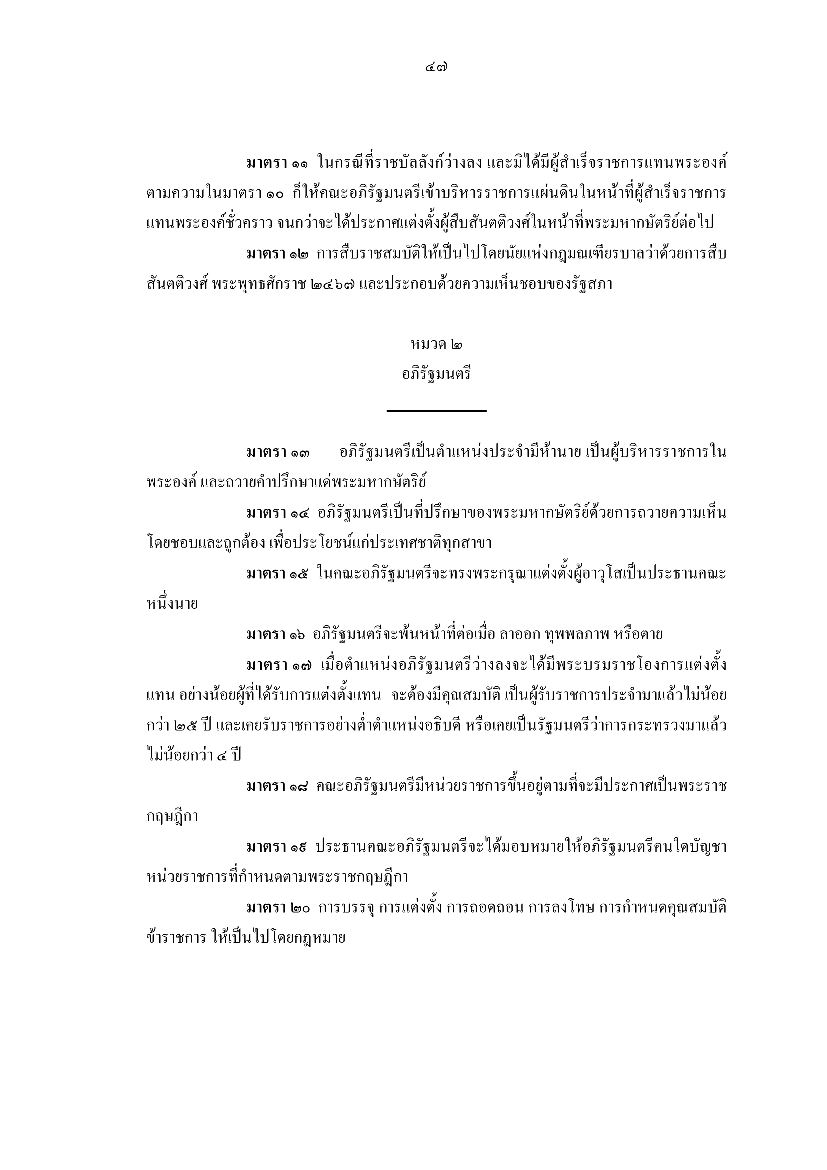 ๔๗
มาตรา ๑๑ ในกรณีที่ราชบัลลังก์ว่างลง และมิได้มีผู้สำเร็จราชการแทนพระองค์
ตามความในมาตรา ๑๐ ก็ให้คณะอภิรัฐมนตรีเข้าบริหารราชการแผ่นดินในหน้าที่ผู้สำเร็จราชการ
แทนพระองค์ชั่วคราว จนกว่าจะได้ประกาศแต่งตั้งผู้สืบสันตติวงศ์ในหน้าที่พระมหากษัตริย์ต่อไป
มาตรา ๑๒ การสืบราชสมบัติให้เป็นไปโดยนัยแห่งกฎมณเฑียรบาลว่าด้วยการสืบ
สันตติวงศ์ พระพุทธศักราช ๒๔๖๗ และประกอบด้วยความเห็นชอบของรัฐสภา
หมวด ๒
อภิรัฐมนตรี
มาตรา ๑๓ อภิรัฐมนตรีเป็นตำแหน่งประจำมีห้านาย เป็นผู้บริหารราชการใน
พระองค์ และถวายคำปรึกษาแด่พระมหากษัตริย์
มาตรา ๑๔ อภิรัฐมนตรีเป็นที่ปรึกษาของพระมหากษัตริย์ด้วยการถวายความเห็น
โดยชอบและถูกต้อง เพื่อประโยชน์แก่ประเทศชาติทุกสาขา
มาตรา ๑๕ ในคณะอภิรัฐมนตรีจะทรงพระกรุณาแต่งตั้งผู้อาวุโสเป็นประธานคณะ
หนึ่งนาย
มาตรา ๑๖ อภิรัฐมนตรีจะพ้นหน้าที่ต่อเมื่อ ลาออก ทุพพลภาพ หรือตาย
มาตรา ๑๗ เมื่อตำแหน่งอภิรัฐมนตรีว่างลงจะได้มีพระบรมราชโองการแต่งตั้ง
แทน อย่างน้อยผู้ที่ได้รับการแต่งตั้งแทน จะต้องมีคุณสมบัติ เป็นผู้รับราชการประจำมาแล้วไม่น้อย
กว่า ๒๕ ปี และเคยรับราชการอย่างต่ำตำแหน่งอธิบดี หรือเคยเป็นรัฐมนตรีว่าการกระทรวงมาแล้ว
ไม่น้อยกว่า ๔ ปี
มาตรา ๑๘ คณะอภิรัฐมนตรีมีหน่วยราชการขึ้นอยู่ตามที่จะมีประกาศเป็นพระราช
กฤษฎีกา
มาตรา ๑๙ ประธานคณะอภิรัฐมนตรีจะได้มอบหมายให้อภิรัฐมนตรีคนใดบัญชา
หน่วยราชการที่กำหนดตามพระราชกฤษฎีกา
มาตรา ๒๐ การบรรจุ การแต่งตั้ง การถอดถอน การลงโทษ การกำหนดคุณสมบัติ
ข้าราชการ ให้เป็นไปโดยกฎหมาย